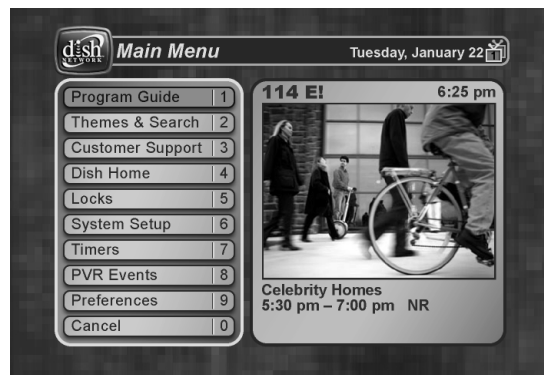 dish
NETWORK
Main Menu
Tuesday, January 22
1
Program Guide 1
Themes & Search 2
Customer Support 3
Dish Home 4
Locks 5
System Setup 6
Timers 7
PVR Events 8
Preferences 9
Cancel 0
114 E! 6:25 pm
Celebrity Homes
5:30 pm – 7:00 pm NR